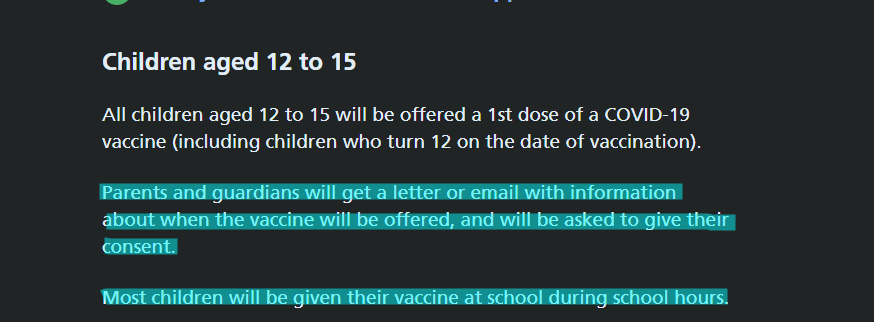 Children aged 12 to 15
All children aged 12 to 15 will be offered a 1st dose of a COVID-19
vaccine (including children who turn 12 on the date of vaccination).
Parents and guardians will get a letter or email with information
about when the vaccine will be offered, and will be asked to give their
consent.
Most children will be given their vaccine at school during school hours.